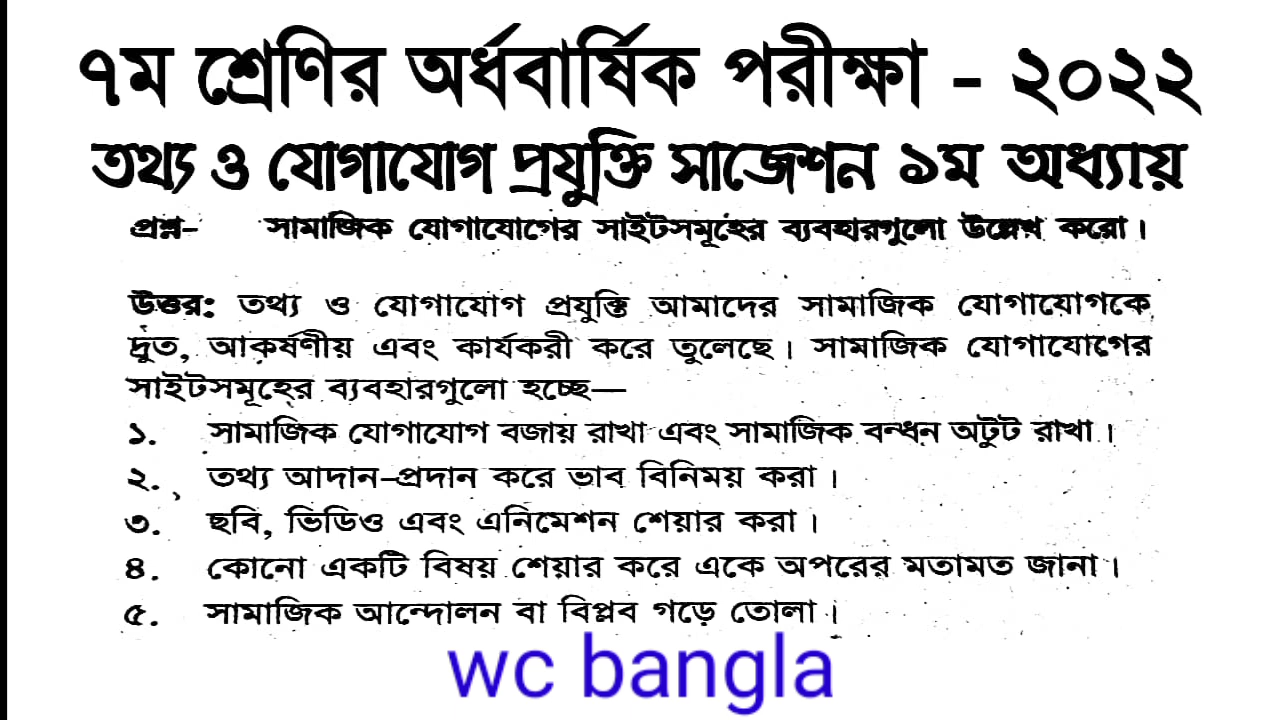 ৭ম শ্রেণির অর্ধবার্ষিক পরীক্ষা - ২০২২
তথ্য ও যোগাযোগ প্রযুক্তি সাজেশন ১ম অধ্যায়
প্রশ্ন- সামাজিক যোগাযোগের সাইটসমূহের ব্যবহারগুলো উল্লেখ করো।
উত্তর: তথ্য ও যোগাযোগ প্রযুক্তি আমাদের সামাজিক যোগাযোগকে
দ্রুত, আকর্ষণীয় এবং কার্যকরী করে তুলেছে। সামাজিক যোগাযোগের
সাইটসমূহের ব্যবহারগুলো হচ্ছে—
১. সামাজিক যোগাযোগ বজায় রাখা এবং সামাজিক বন্ধন অটুট রাখা।
২. তথ্য আদান-প্রদান করে ভাব বিনিময় করা।
৩. ছবি, ভিডিও এবং এনিমেশন শেয়ার করা।
৪. কোনো একটি বিষয় শেয়ার করে একে অপরের মতামত জানা।
৫. সামাজিক আন্দোলন বা বিপ্লব গড়ে তোলা।
wc bangla